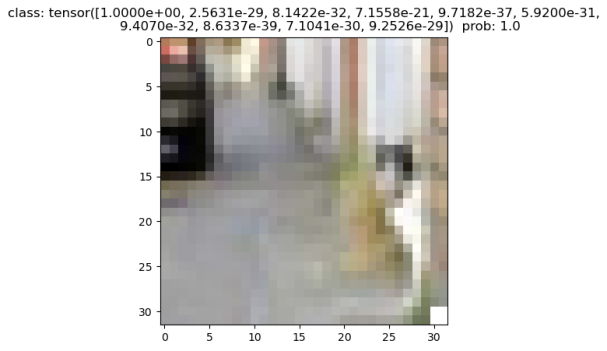 class: tensor([1.0000e+00, 2.5631e-29, 8.1422e-32, 7.1558e-21, 9.7182e-37, 5.9200e-31,
9.4070e-32, 8.6337e-39, 7.1041e-30, 9.2526e-29]) prob: 1.0
0
5
10
15
20
25
30
0 5 10 15 20 25 30